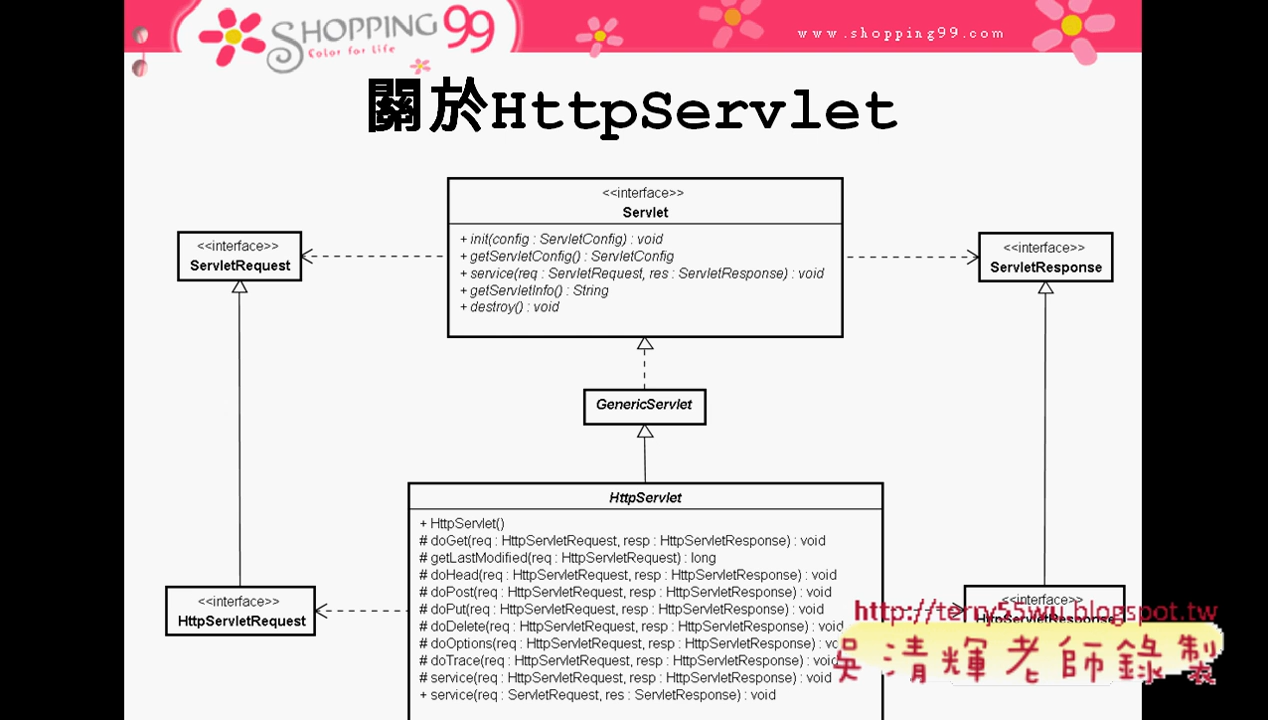 SHOPPING 99
Color for Life
www.shopping99.com
關於HttpServlet
<<interface>>
Servlet
+ init(config : ServletConfig) : void
+ getServletConfig() : ServletConfig
+ service(req : ServletRequest, res : ServletResponse) : void
+ getServletInfo() : String
+ destroy() : void
<<interface>>
ServletRequest
<<interface>>
ServletResponse
GenericServlet
HttpServlet
+ HttpServlet()
# doGet(req : HttpServletRequest, resp : HttpServletResponse) : void
# getLastModified(req : HttpServletRequest) : long
# doHead(req : HttpServletRequest, resp : HttpServletResponse) : void
# doPost(req : HttpServletRequest, resp : HttpServletResponse) : void
# doPut(req : HttpServletRequest, resp : HttpServletResponse) : void
# doDelete(req : HttpServletRequest, resp : HttpServletResponse) : void
# doOptions(req : HttpServletRequest, resp : HttpServletResponse) : void
# doTrace(req : HttpServletRequest, resp : HttpServletResponse) : void
# service(req : HttpServletRequest, resp : HttpServletResponse) : void
+ service(req : ServletRequest, res : ServletResponse) : void
<<interface>>
HttpServletRequest
<<interface>>
HttpServletResponse
http://terry55wu.blogspot.tw
吳清輝老師錄製